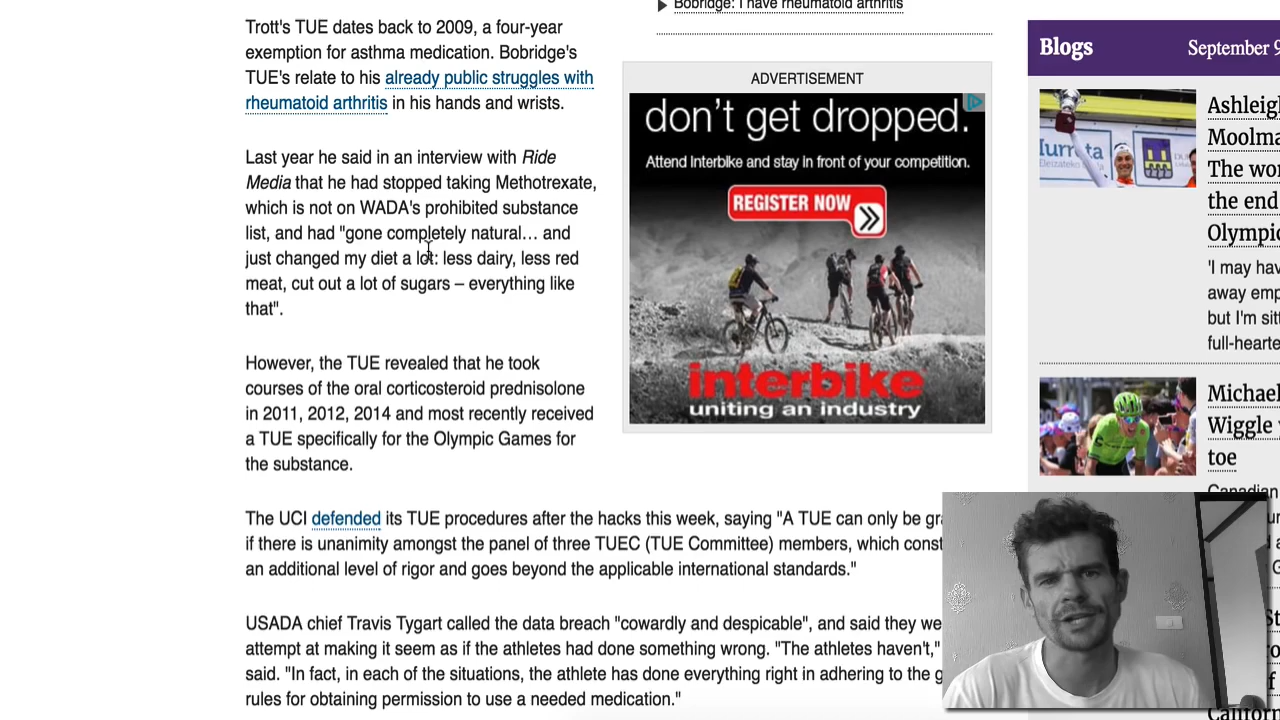 Bobridge: I have rheumatoid arthritis
Trott's TUE dates back to 2009, a four-year
exemption for asthma medication. Bobridge's
TUE's relate to his already public struggles with
rheumatoid arthritis in his hands and wrists.
Last year he said in an interview with Ride
Media that he had stopped taking Methotrexate,
which is not on WADA's prohibited substance
list, and had "gone completely natural... and
just changed my diet a lot: less dairy, less red
meat, cut out a lot of sugars – everything like
that".
However, the TUE revealed that he took
courses of the oral corticosteroid prednisolone
in 2011, 2012, 2014 and most recently received
a TUE specifically for the Olympic Games for
the substance.
The UCI defended its TUE procedures after the hacks this week, saying "A TUE can only be
if there is unanimity amongst the panel of three TUEC (TUE Committee) members, which const
an additional level of rigor and goes beyond the applicable international standards."
USADA chief Travis Tygart called the data breach "cowardly and despicable", and said they we
attempt at making it seem as if the athletes had done something wrong. "The athletes haven't,"
said. "In fact, in each of the situations, the athlete has done everything right in adhering to the g
rules for obtaining permission to use a needed medication."
ADVERTISEMENT
don't get dropped.
Attend Interbike and stay in front of your competition.
REGISTER NOW
interbike
uniting an industry
Blogs September 9
Ashleigh
Moolma
The wor
the end
Olympic
'I may hav
away emp
but I'm sit
full-hearte
Michael
Wiggle
toe
Canadian